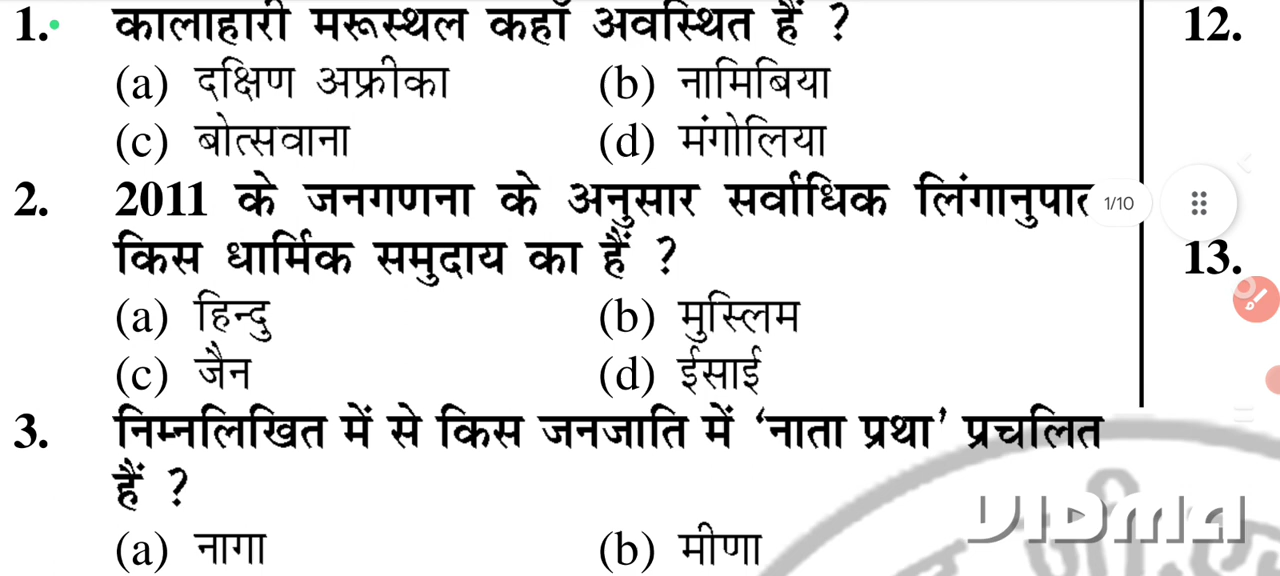 1. कालाहारी मरूस्थल कहाँ अवस्थित हैं ?
(a) दक्षिण अफ्रीका (b) नामिबिया
(c) बोत्सवाना (d) मंगोलिया
2. 2011 के जनगणना के अनुसार सर्वाधिक लिंगानुपात
किस धार्मिक समुदाय का हैं ?
(a) हिन्दु (b) मुस्लिम
(c) जैन (d) ईसाई
3. निम्नलिखित में से किस जनजाति में ‘नाता प्रथा’ प्रचलित
हैं ?
(a) नागा (b) मीणा
12.
1/10
13.
VIDMA